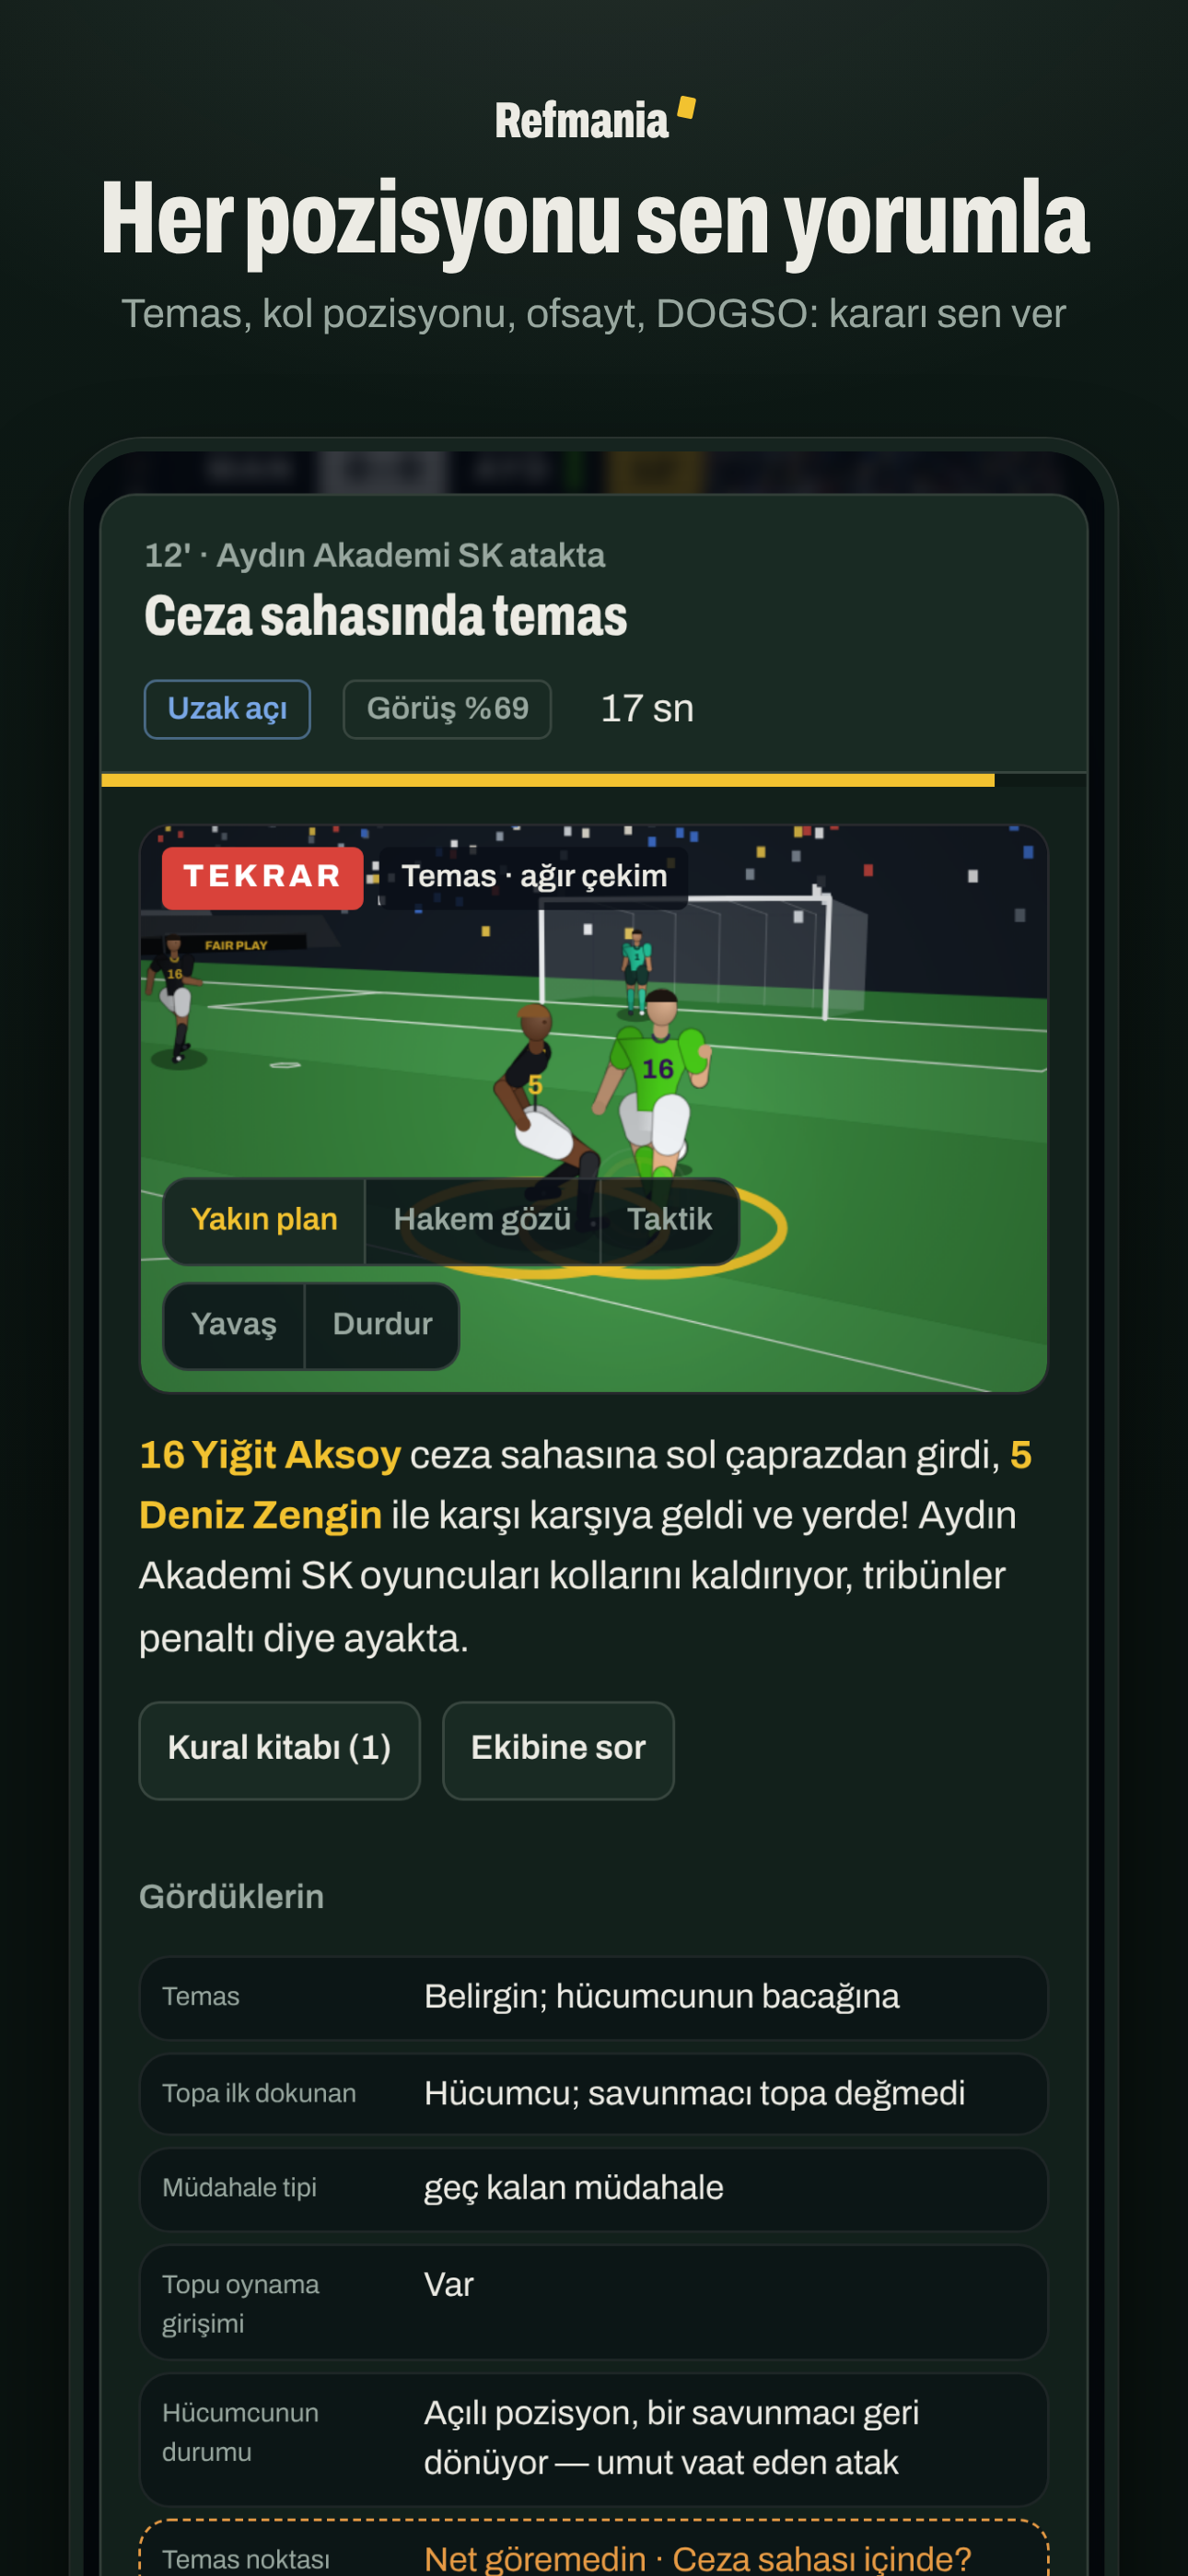 Refmania
Her pozisyonu sen yorumla
Temas, kol pozisyonu, ofsayt, DOGSO: kararı sen ver
12' · Aydın Akademi SK atakta
Ceza sahasında temas
Uzak açı
Görüş %69
17 sn
TEKRAR
Temas · ağır çekim
FAIR PLAY
16
1
5
16
Yakın plan
Hakem gözü
Taktik
Yavaş
Durdur
16 Yiğit Aksoy ceza sahasına sol çaprazdan girdi, 5
Deniz Zengin ile karşı karşıya geldi ve yerde! Aydın
Akademi SK oyuncuları kollarını kaldırıyor, tribünler
penaltı diye ayakta.
Kural kitabı (1)
Ekibine sor
Gördüklerin
Temas
Belirgin; hücumcunun bacağına
Topa ilk dokunan
Hücumcu; savunmacı topa değmedi
Müdahale tipi
geç kalan müdahale
Topu oynama
girişimi
Var
Hücumcunun
durumu
Açılı pozisyon, bir savunmacı geri
dönüyor — umut vaat eden atak
Temas noktası
Net göremedin · Ceza sahası içinde?